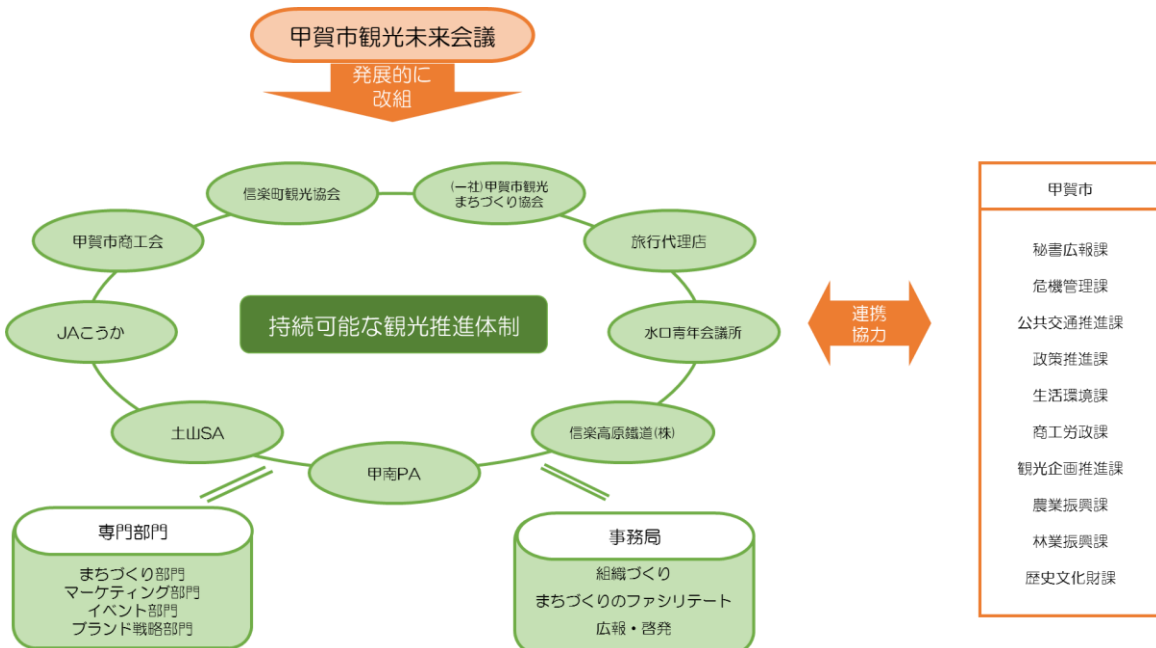 甲賀市観光未来会議
発展的に
改組
信楽町観光協会
(一社)甲賀市観光
まちづくり協会
甲賀市商工会
旅行代理店
JAこうか
持続可能な観光推進体制
水口青年会議所
土山SA
信楽高原鐵道(株)
甲南PA
連携
協力
甲賀市
秘書広報課
危機管理課
公共交通推進課
政策推進課
生活環境課
商工労政課
観光企画推進課
農業振興課
林業振興課
歴史文化財課
専門部門
まちづくり部門
マーケティング部門
イベント部門
ブランド戦略部門
事務局
組織づくり
まちづくりのファシリテート
広報・啓発